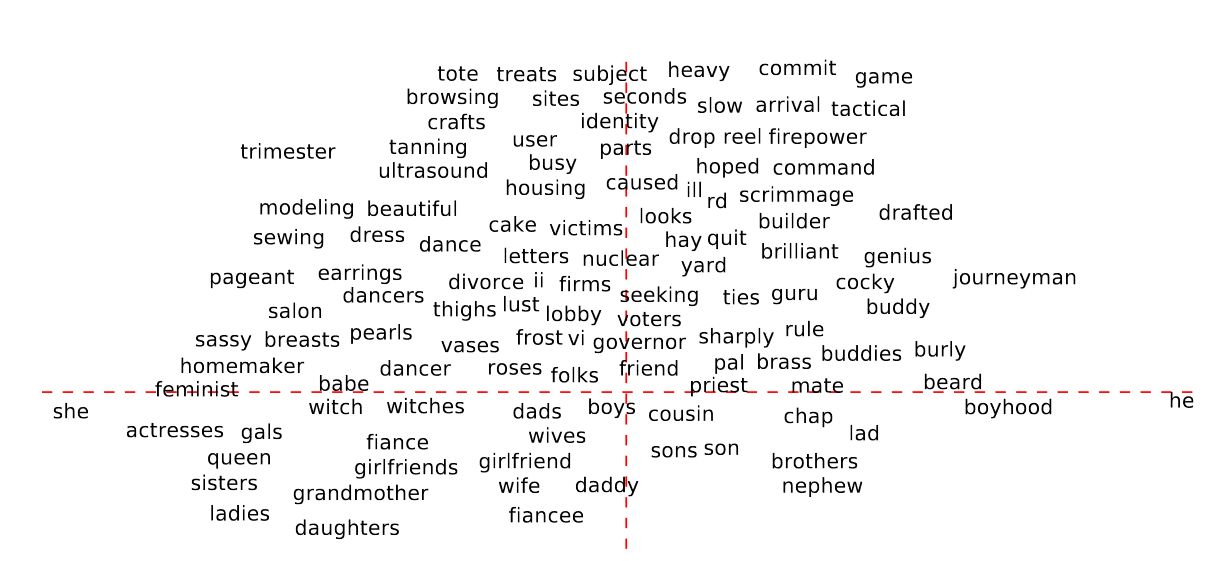 tote treats subject heavy commit game
browsing sites seconds slow arrival tactical
crafts identity
trimester tanning user parts drop reel firepower
ultrasound busy hoped command
housing caused ill rd scrimmage
modeling beautiful cake victims looks builder drafted
sewing dress dance hay quit
letters nuclear yard brilliant genius
pageant earrings divorce ii firms cocky journeyman
dancers thighs lust seeking ties guru buddy
salon lobby voters
sassy breasts pearls vases frost vi governor sharply rule
homemaker dancer roses folks friend pal brass buddies burly
feminist babe priest mate beard
she witch witches dads boys cousin chap boyhood he
actresses gals fiance wives lad
queen girlfriends girlfriend sons son brothers
sisters grandmother wife daddy nephew
ladies daughters fiancee